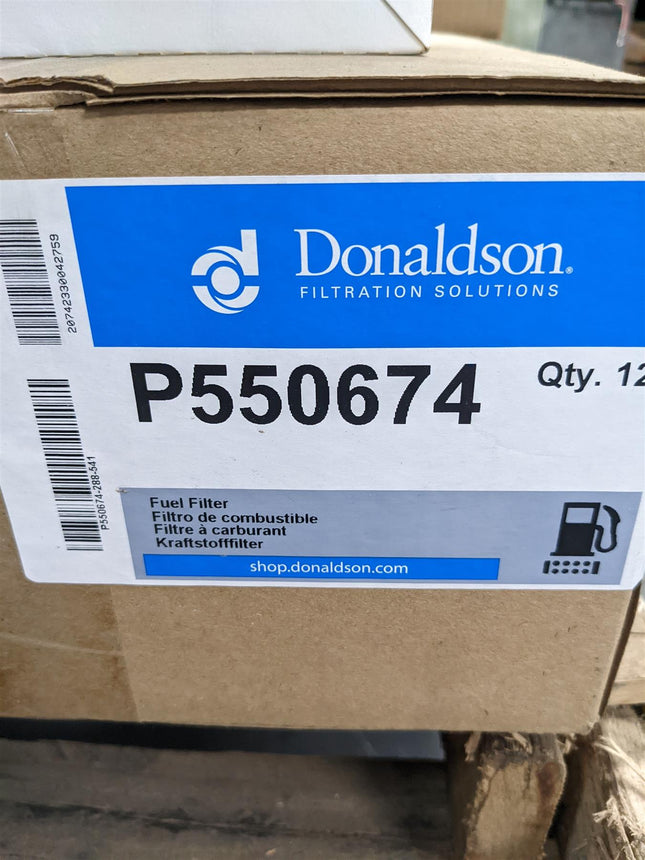 20742330042759
Donaldson®
FILTRATION SOLUTIONS
P550674
Qty. 12
P550674-288-541
Fuel Filter
Filtro de combustible
Filtre à carburant
Kraftstofffilter
shop.donaldson.com